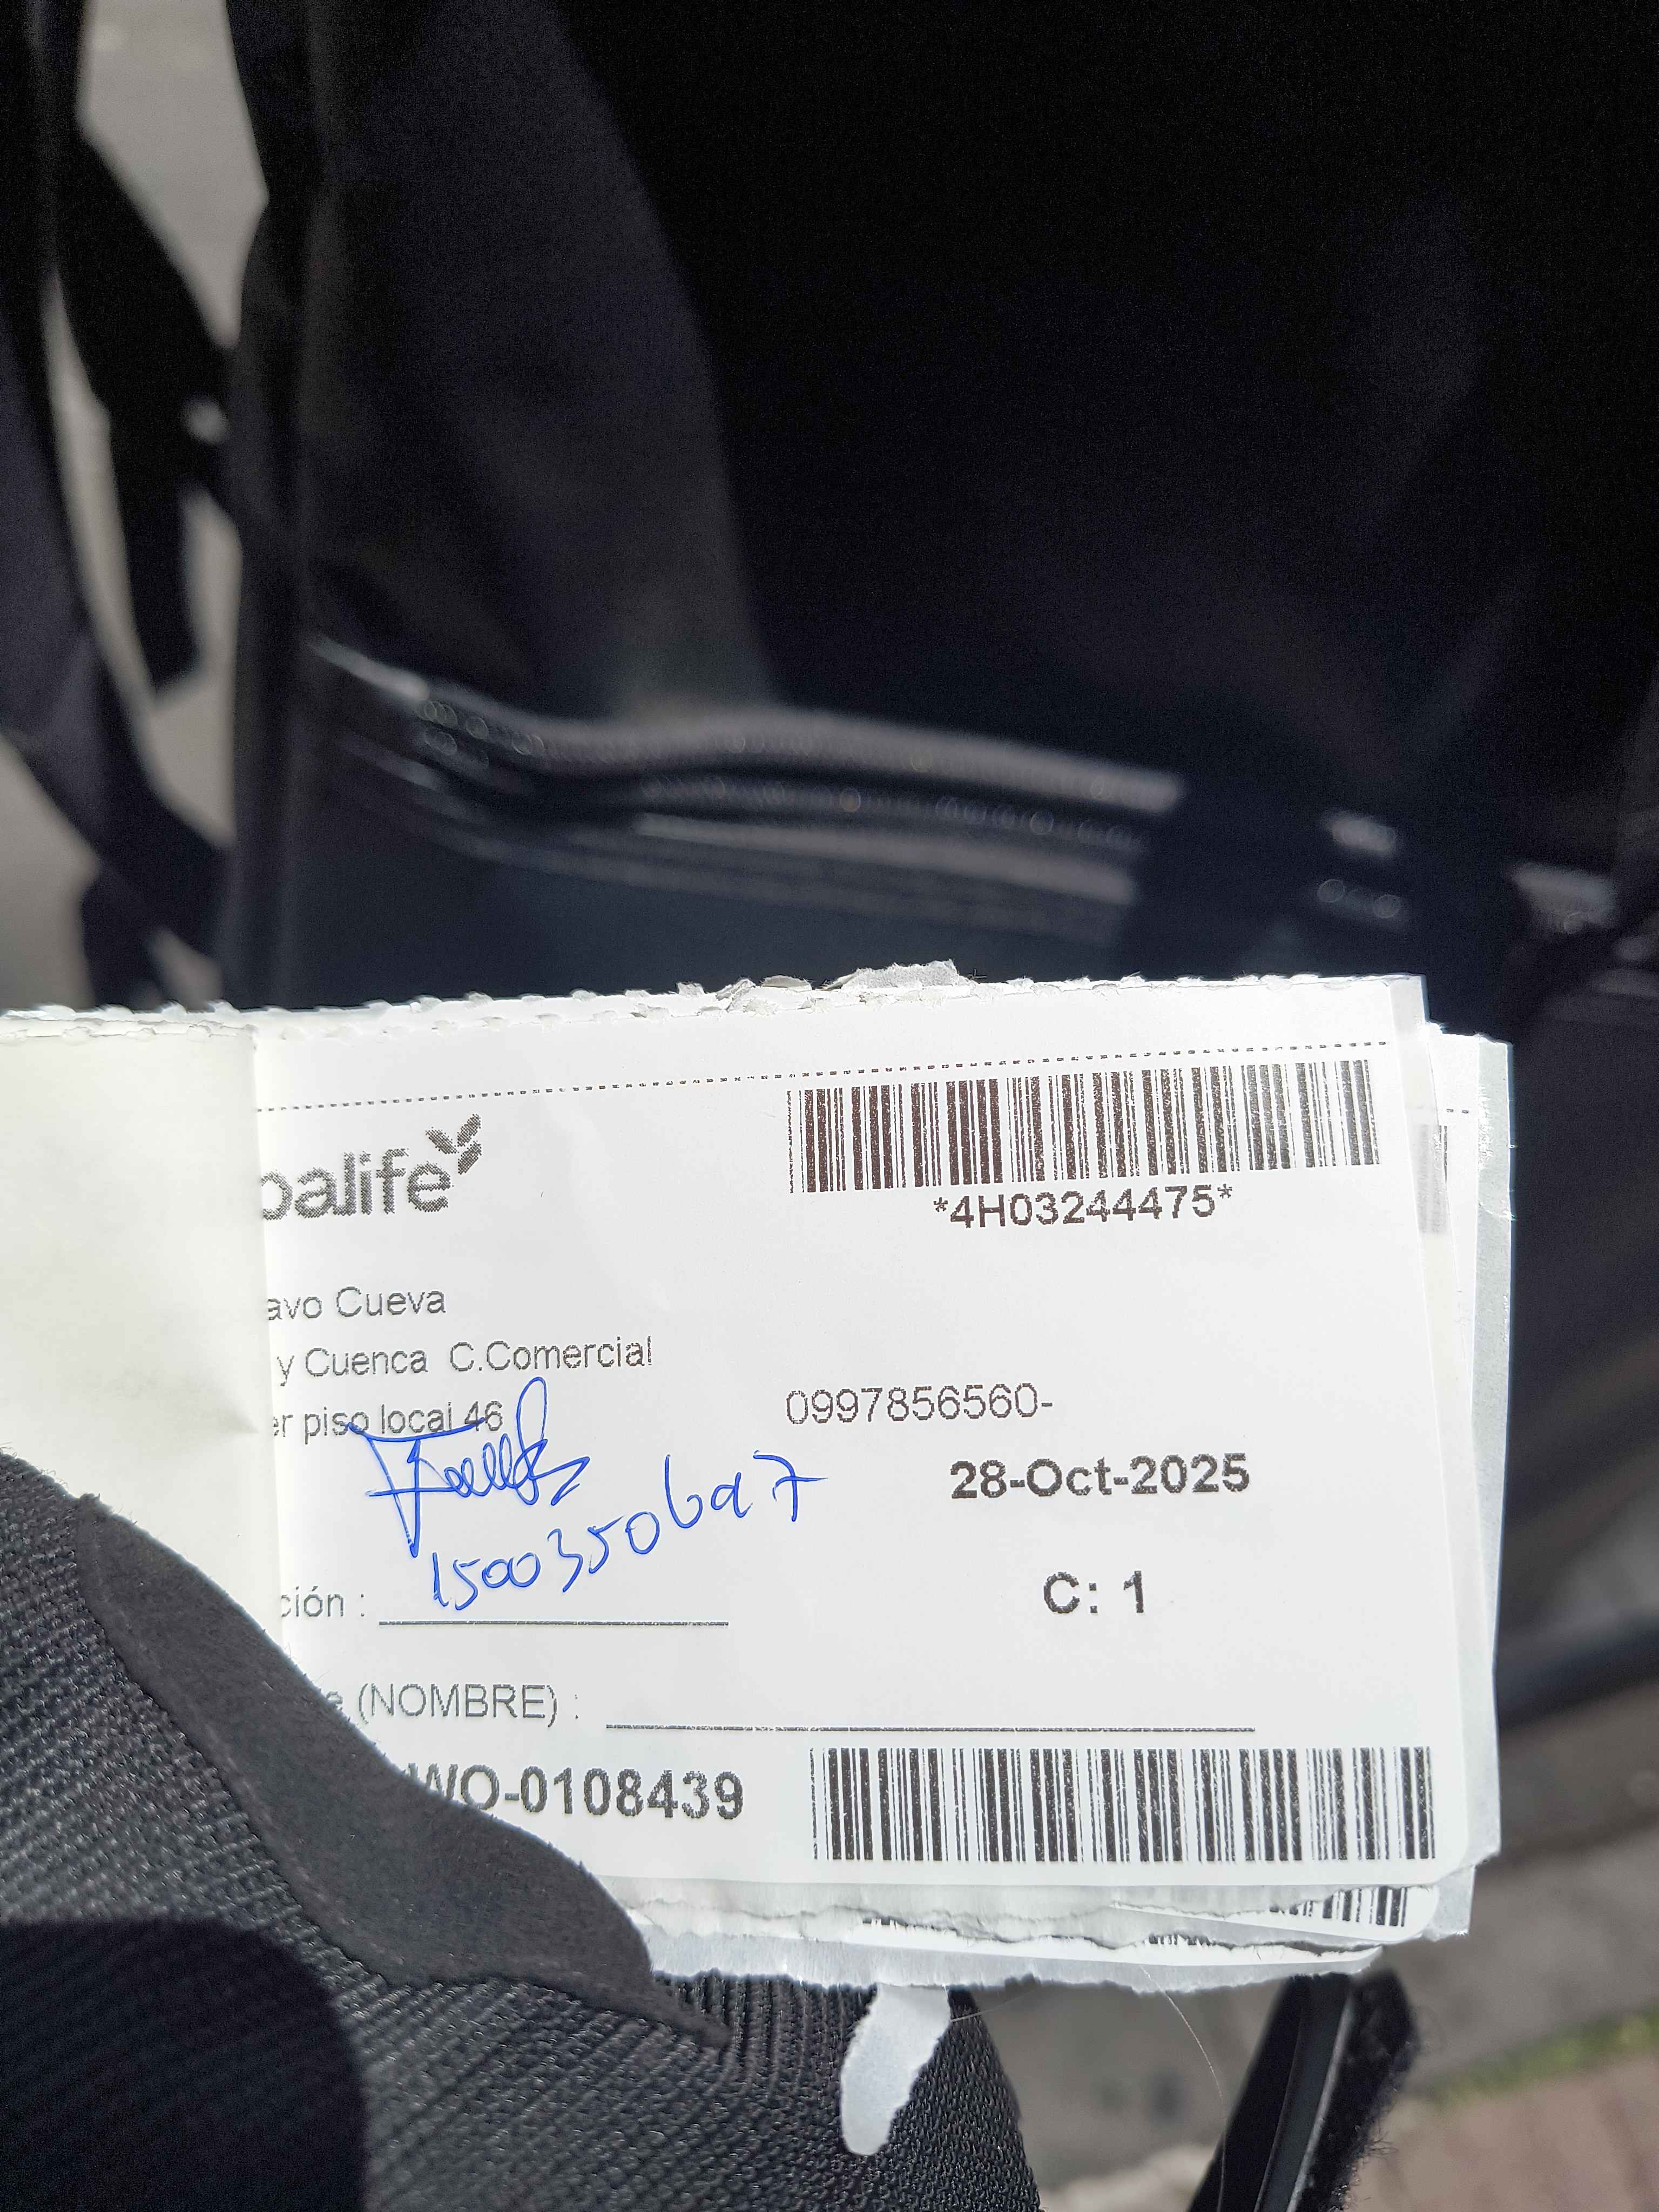 balife
*4H03244475*
avo Cueva
y Cuenca C.Comercial
er piso local 46
0997856560-
28-Oct-2025
1500350697
ción :
C: 1
e (NOMBRE) :
WO-0108439